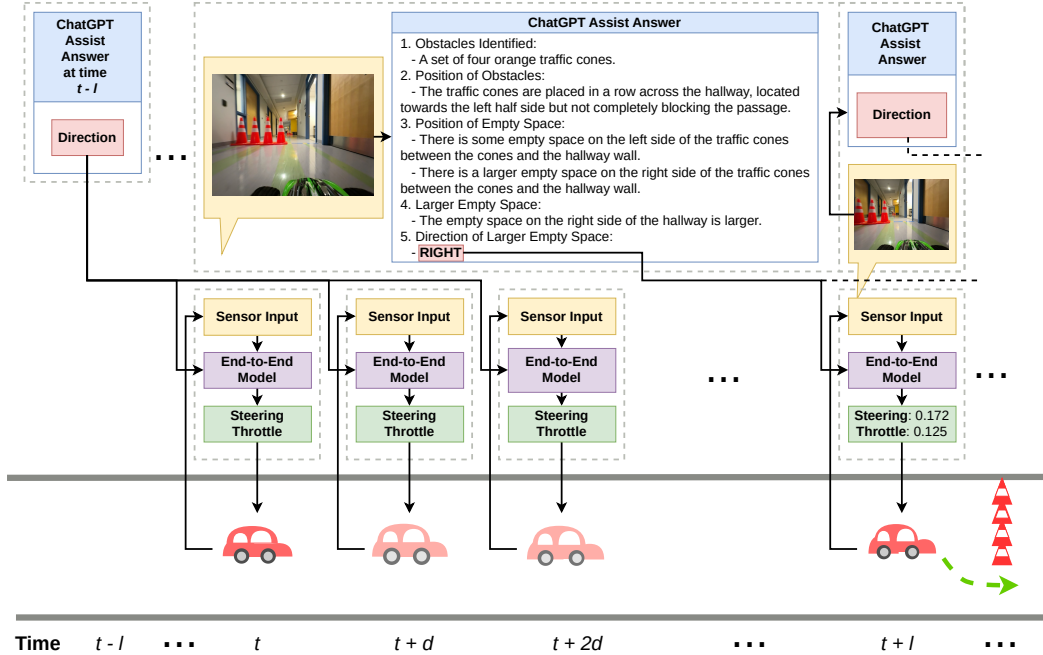 ChatGPT
Assist
Answer
at time
t - l
Direction
...
ChatGPT Assist Answer
1. Obstacles Identified:
- A set of four orange traffic cones.
2. Position of Obstacles:
- The traffic cones are placed in a row across the hallway, located
towards the left half side but not completely blocking the passage.
3. Position of Empty Space:
- There is some empty space on the left side of the traffic cones
between the cones and the hallway wall.
- There is a larger empty space on the right side of the traffic cones
between the cones and the hallway wall.
4. Larger Empty Space:
- The empty space on the right side of the hallway is larger.
5. Direction of Larger Empty Space:
- RIGHT
ChatGPT
Assist
Answer
Direction
Sensor Input
End-to-End
Model
Steering
Throttle
Sensor Input
End-to-End
Model
Steering
Throttle
Sensor Input
End-to-End
Model
Steering
Throttle
...
Sensor Input
End-to-End
Model
Steering: 0.172
Throttle: 0.125
...
Time t - l ... t t + d t + 2d ... t + l ...